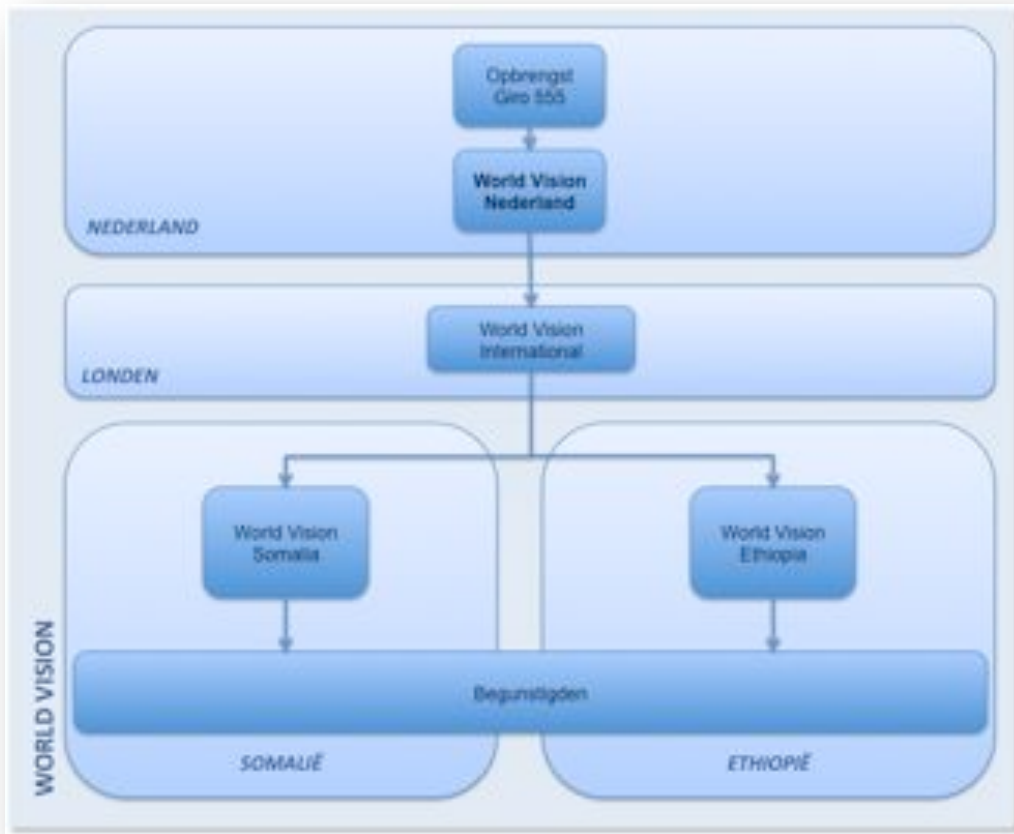 Opbrengst
Giro 555
World Vision
Nederland
NEDERLAND
World Vision
International
LONDEN
World Vision
Somalia
World Vision
Ethiopia
Begunstigden
SOMALIË
ETHIOPIË
WORLD VISION